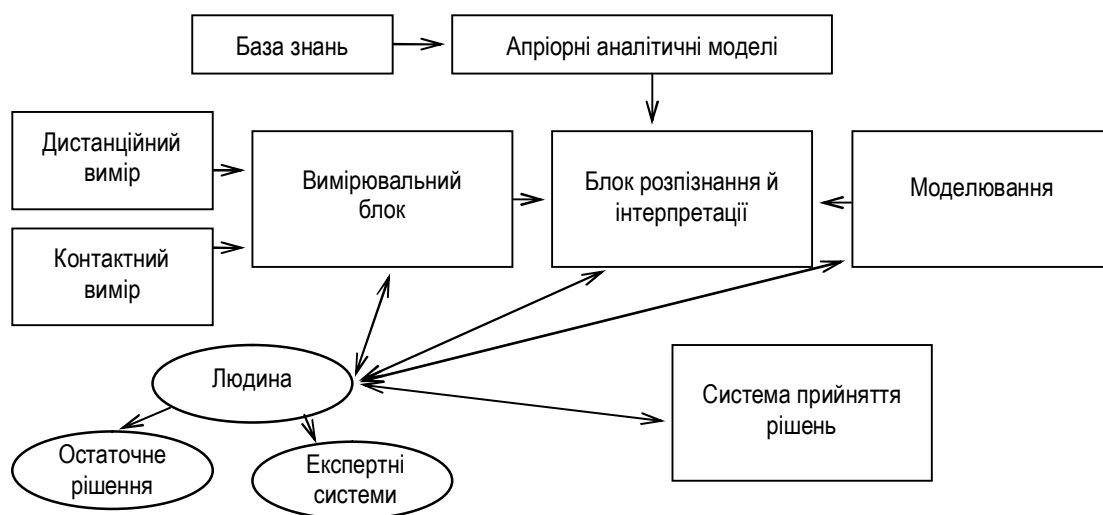 База знань
Апріорні аналітичні моделі
Дистанційний
вимір
Вимірювальний
блок
Блок розпізнання й
інтерпретації
Моделювання
Контактний
вимір
Людина
Система прийняття
рішень
Остаточне
рішення
Експертні
системи